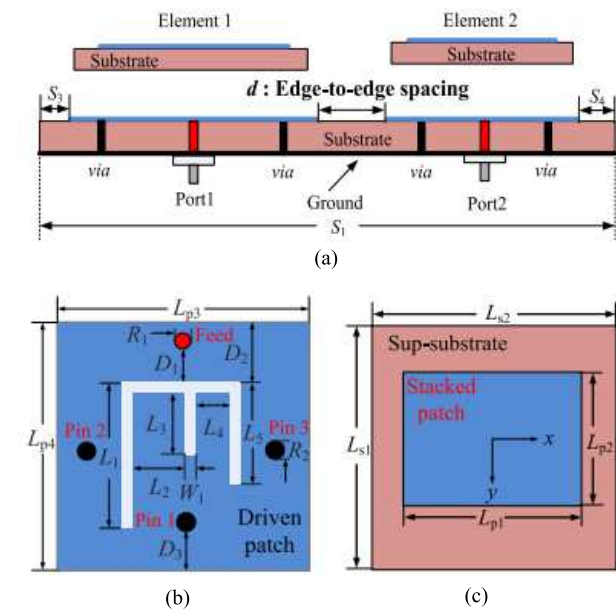 Element 1 Element 2
Substrate Substrate
d : Edge-to-edge spacing
S3 S4
Substrate
via via via via
Port1 Ground Port2
S1
(a)
Lp3
R1 Feed
D1 D2
L3 L4 L5
Pin 2 Pin 3
Lp4 L1 R2
L2 W1
Pin 1 Driven
D3 patch
(b)
Ls2
Sup-substrate
Stacked
patch
Ls1 x Lp2
y
Lp1
(c)